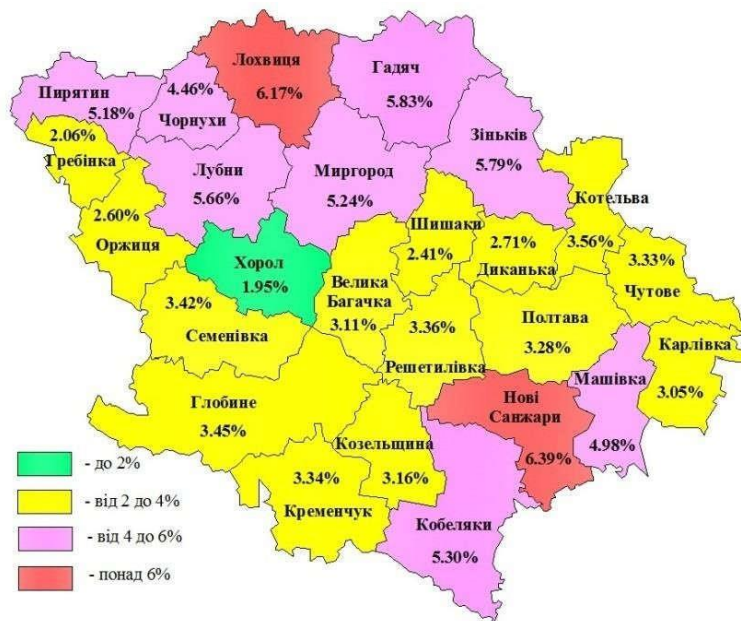 Лохвиця
6.17%
Гадяч
5.83%
Пирятин
5.18%
4.46%
Чорнухи
Зіньків
5.79%
2.06%
Гребінка
Лубни
5.66%
Миргород
5.24%
Котельва
3.56%
2.60%
Оржиця
Шишаки
2.41%
2.71%
Диканька
Хорол
1.95%
Велика
Багачка
3.11%
3.33%
Чутове
3.42%
Семенівка
3.36%
Решетилівка
Полтава
3.28%
Карлівка
3.05%
Машівка
4.98%
Глобине
3.45%
Нові
Санжари
6.39%
Козельщина
3.16%
3.34%
Кременчук
Кобеляки
5.30%
- до 2%
- від 2 до 4%
- від 4 до 6%
- понад 6%